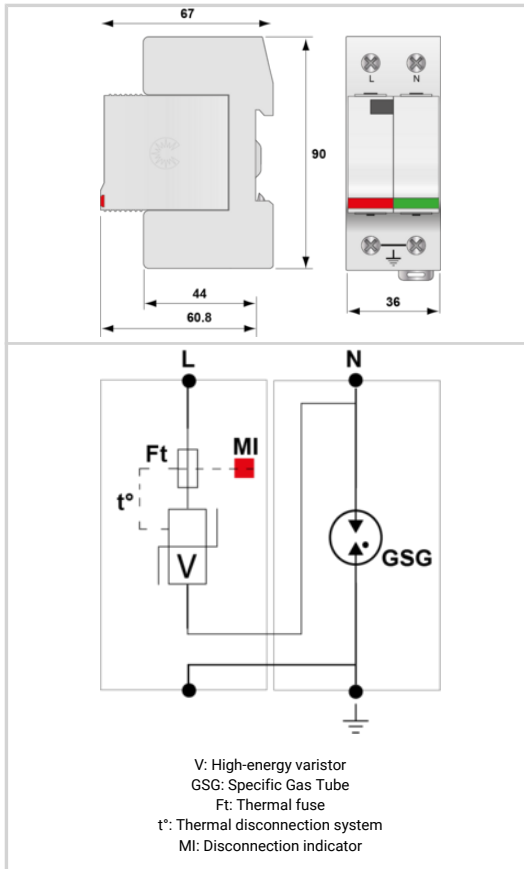 67
L N
90
44
60.8
36
L N
Ft MI
t°
V
GSG
V: High-energy varistor
GSG: Specific Gas Tube
Ft: Thermal fuse
t°: Thermal disconnection system
MI: Disconnection indicator